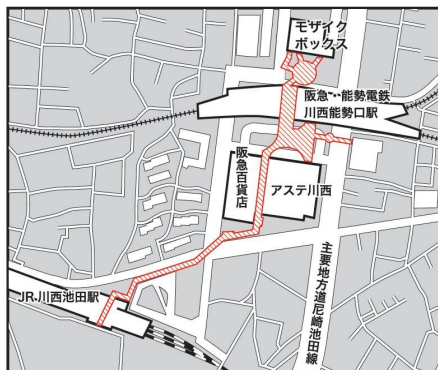 モザイク
ボックス
阪急・能勢電鉄
川西能勢口駅
阪急百貨店
アステ川西
主要地方道尼崎池田線
JR.川西池田駅